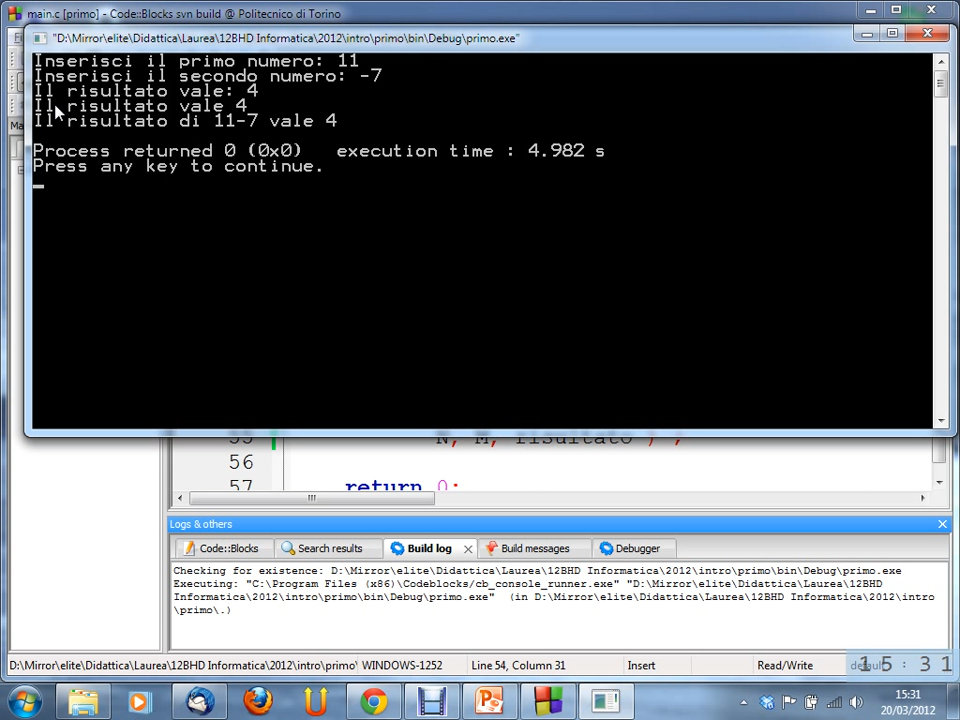 main.c [primo] - Code::Blocks svn build @ Politecnico di Torino
"D:\Mirror\elite\Didattica\Laurea\12BHD Informatica\2012\intro\primo\bin\Debug\primo.exe"
Inserisci il primo numero: 11
Inserisci il secondo numero: -7
Il risultato vale: 4
Il risultato vale 4
Il risultato di 11-7 vale 4
Process returned 0 (0x0)   execution time : 4.982 s
Press any key to continue.
55 N, M, risultato ) ;
56
57 return 0;
Logs & others
Code::Blocks Search results Build log Build messages Debugger
Checking for existence: D:\Mirror\elite\Didattica\Laurea\12BHD Informatica\2012\intro\primo\bin\Debug\primo.exe
Executing: "C:\Program Files (x86)\Codeblocks/cb_console_runner.exe" "D:\Mirror\elite\Didattica\Laurea\12BHD
Informatica\2012\intro\primo\bin\Debug\primo.exe"  (in D:\Mirror\elite\Didattica\Laurea\12BHD Informatica\2012\intro
\primo\.)
D:\Mirror\elite\Didattica\Laurea\12BHD Informatica\2012\intro\primo\ WINDOWS-1252 Line 54, Column 31 Insert Read/Write default
15:31
15:31
20/03/2012